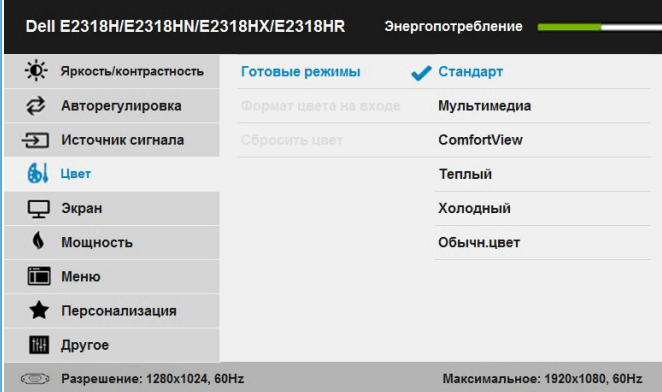 Dell E2318H/E2318HN/E2318HX/E2318HR Энергопотребление
Яркость/контрастность Готовые режимы Стандарт
Авторегулировка Формат цвета на входе Мультимедиа
Источник сигнала Сбросить цвет ComfortView
Цвет Теплый
Экран Холодный
Мощность Обычн.цвет
Меню
Персонализация
Другое
Разрешение: 1280x1024, 60Hz Максимальное: 1920x1080, 60Hz